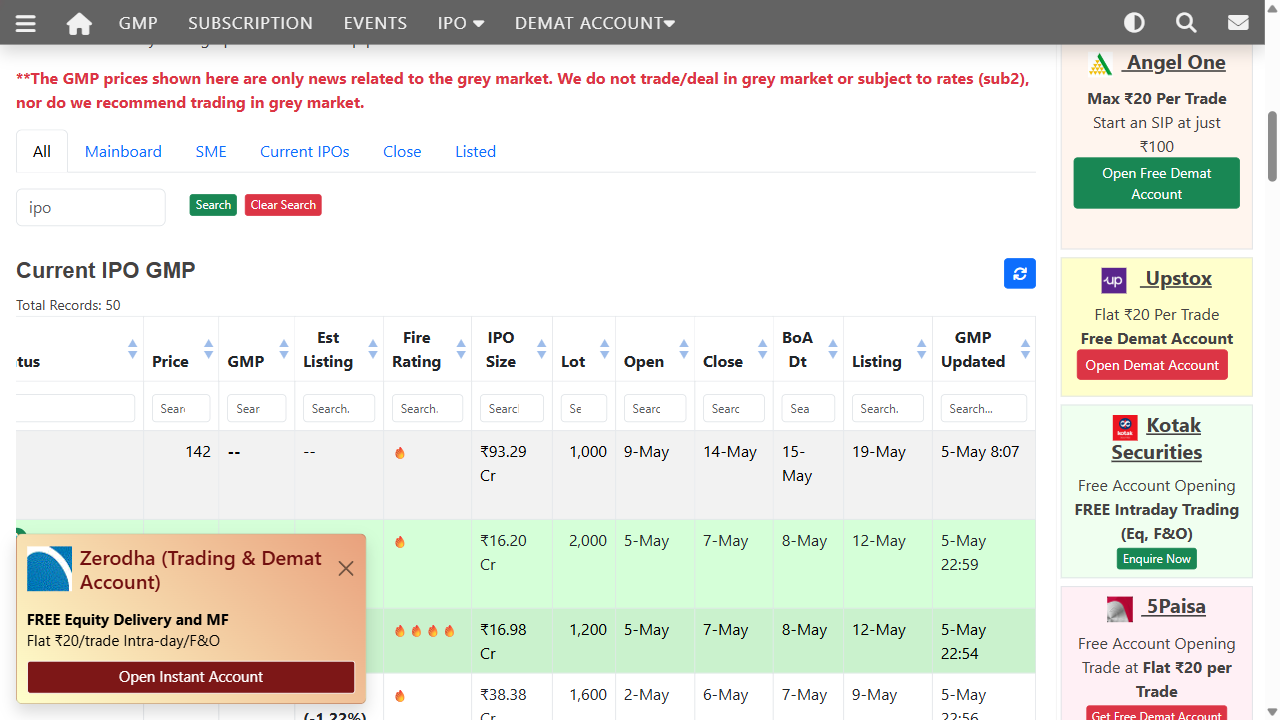 GMP SUBSCRIPTION EVENTS IPO DEMAT ACCOUNT
**The GMP prices shown here are only news related to the grey market. We do not trade/deal in grey market or subject to rates (sub2),
nor do we recommend trading in grey market.
All Mainboard SME Current IPOs Close Listed
ipo Search Clear Search
Current IPO GMP
Total Records: 50
tus Price GMP Est Listing Fire Rating IPO Size Lot Open Close BoA Dt Listing GMP Updated
Search. Search. Search. Search...
142 -- -- ₹93.29 Cr 1,000 9-May 14-May 15-May 19-May 5-May 8:07
₹16.20 Cr 2,000 5-May 7-May 8-May 12-May 5-May 22:59
₹16.98 Cr 1,200 5-May 7-May 8-May 12-May 5-May 22:54
₹38.38 1,600 2-May 6-May 7-May 9-May 5-May
(-1.22%) Cr 22:56
Zerodha (Trading & Demat
Account)
FREE Equity Delivery and MF
Flat ₹20/trade Intra-day/F&O
Open Instant Account
Angel One
Max ₹20 Per Trade
Start an SIP at just
₹100
Open Free Demat
Account
up Upstox
Flat ₹20 Per Trade
Free Demat Account
Open Demat Account
kotak Kotak
Securities
Free Account Opening
FREE Intraday Trading
(Eq, F&O)
Enquire Now
5Paisa
Free Account Opening
Trade at Flat ₹20 per
Trade
Get Free Demat Account